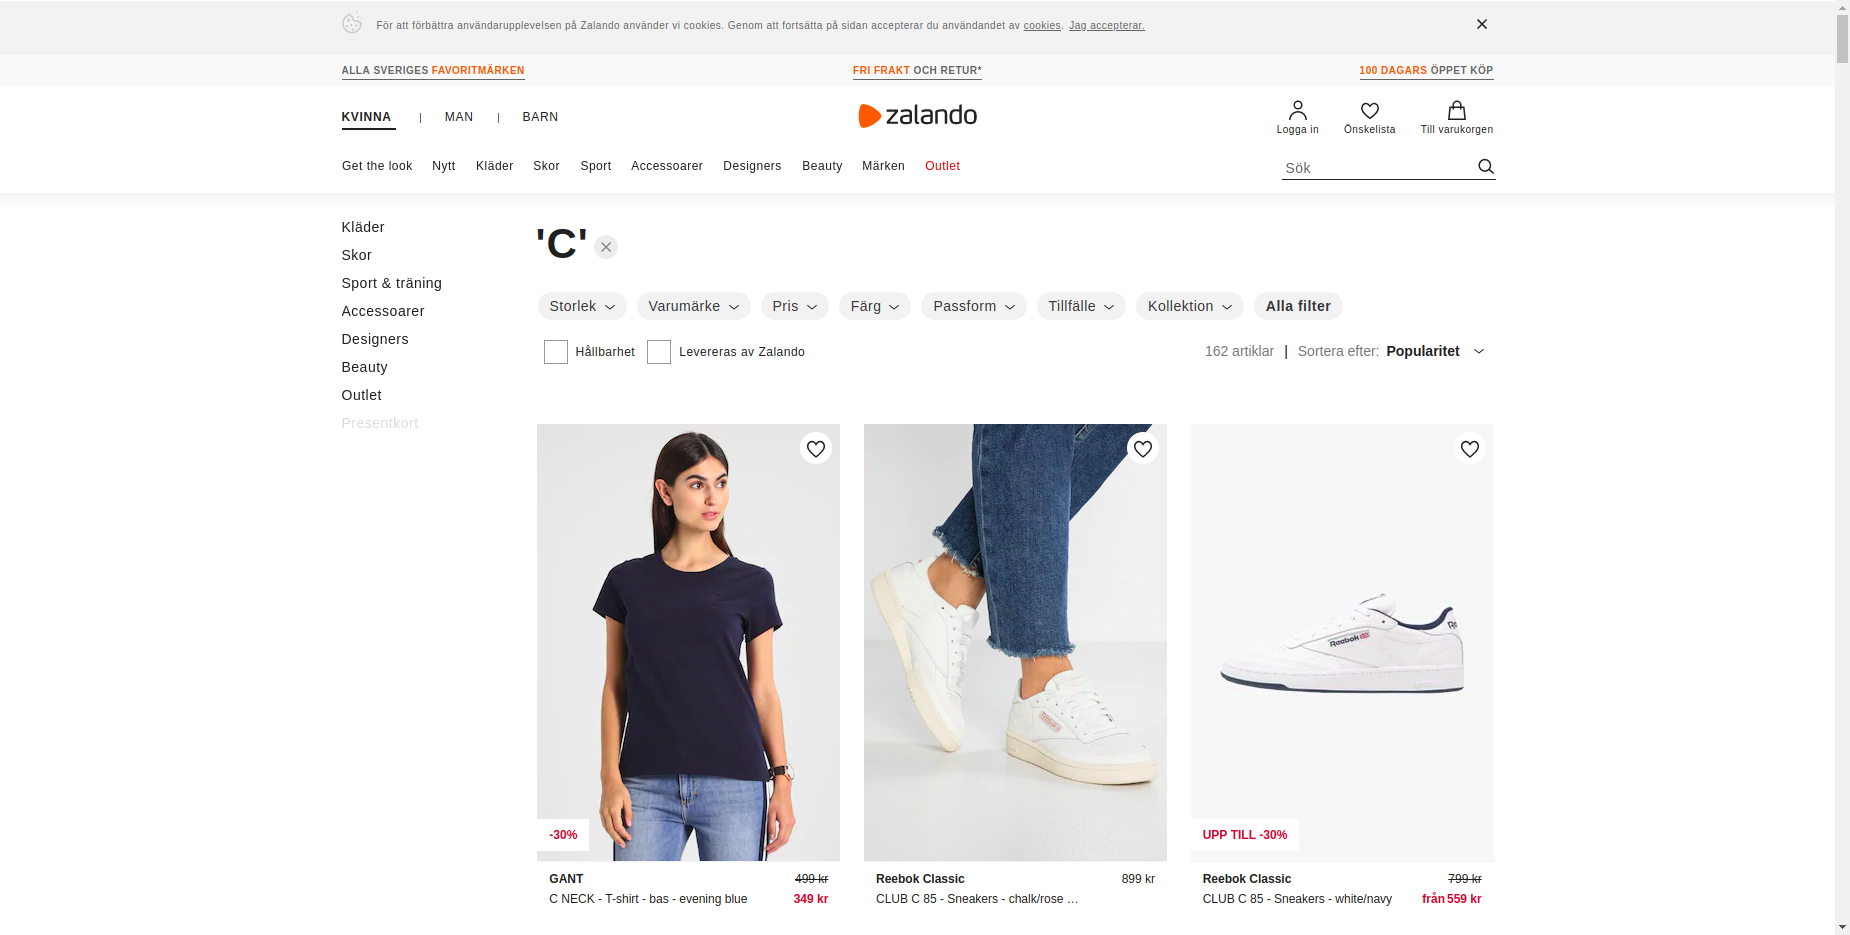 För att förbättra användarupplevelsen på Zalando använder vi cookies. Genom att fortsätta på sidan accepterar du användandet av cookies. Jag accepterar.
ALLA SVERIGES FAVORITMÄRKEN
FRI FRAKT OCH RETUR*
100 DAGARS ÖPPET KÖP
KVINNA | MAN | BARN
zalando
Logga in
Önskelista
Till varukorgen
Get the look
Nytt
Kläder
Skor
Sport
Accessoarer
Designers
Beauty
Märken
Outlet
Sök
Kläder
Skor
Sport & träning
Accessoarer
Designers
Beauty
Outlet
Presentkort
'C'
Storlek
Varumärke
Pris
Färg
Passform
Tillfälle
Kollektion
Alla filter
Hållbarhet
Levereras av Zalando
162 artiklar | Sortera efter: Popularitet
Reebok
-30%
UPP TILL -30%
GANT 499 kr
C NECK - T-shirt - bas - evening blue 349 kr
Reebok Classic 899 kr
CLUB C 85 - Sneakers - chalk/rose …
Reebok Classic 799 kr
CLUB C 85 - Sneakers - white/navy från 559 kr